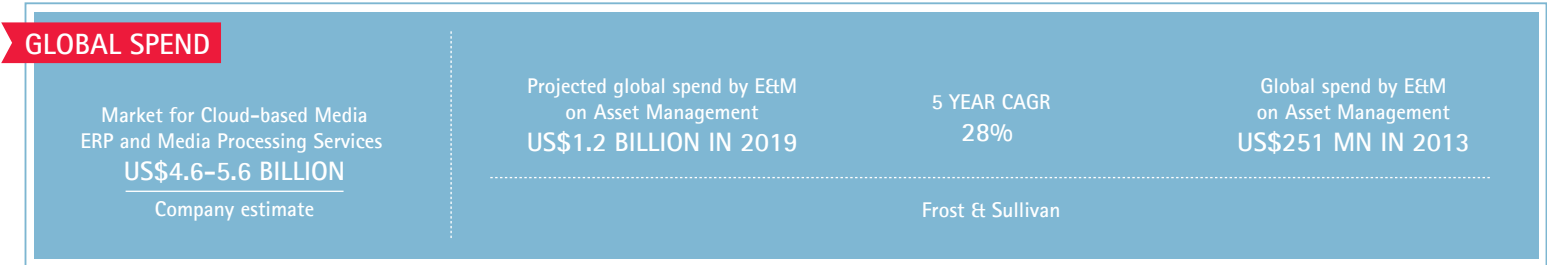 GLOBAL SPEND
Market for Cloud-based Media
ERP and Media Processing Services
US$4.6-5.6 BILLION
Company estimate
Projected global spend by E&M
on Asset Management
US$1.2 BILLION IN 2019
5 YEAR CAGR
28%
Global spend by E&M
on Asset Management
US$251 MN IN 2013
Frost & Sullivan